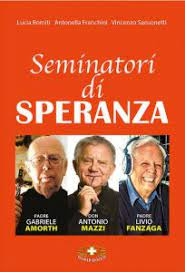 Lucia Romiti Antonella Franchini Vincenzo Sansonetti
Seminatori
di
SPERANZA
PADRE
GABRIELE
AMORTH
DON
ANTONIO
MAZZI
PADRE
LIVIO
FANZAGA